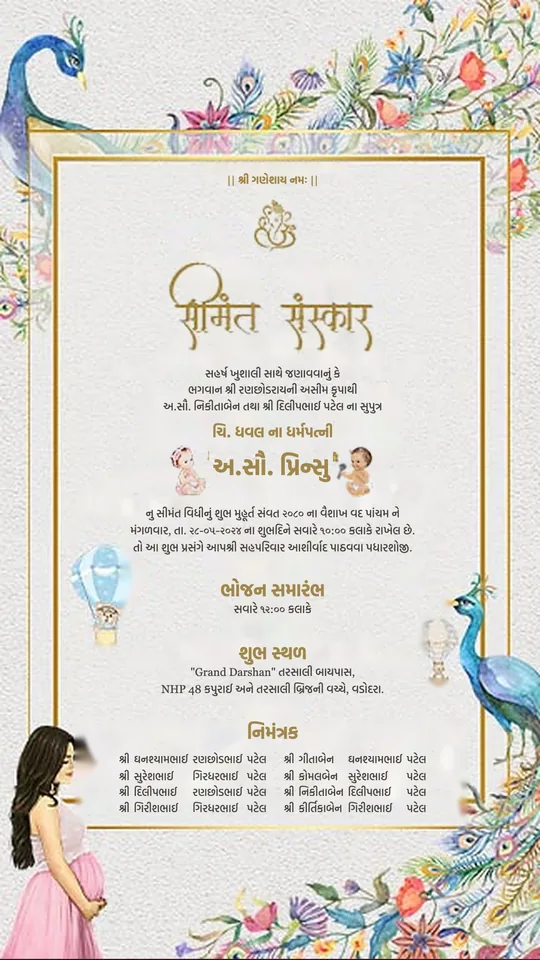 || શ્રી ગણેશાય નમઃ ||
सीमंत संस्कार
સહર્ષ ખુશાલી સાથે જણાવવાનું કે
ભગવાન શ્રી રણછોડરાયની અસીમ કૃપાથી
અ.સૌ. નિકીતાબેન તથા શ્રી દિલીપભાઈ પટેલ ના સુપુત્ર
ચિ. ધવલ ના ધર્મપત્ની
અ.સૌ. પ્રિન્સુ
નુ સીમંત વિધીનું શુભ મુહૂર્ત સંવત ૨૦૮૦ ના વૈશાખ વદ પાંચમ ને
મંગળવાર, તા. ૨૮-૦૫-૨૦૨૪ ના શુભદિને સવારે ૧૦:૦૦ કલાકે રાખેલ છે.
તો આ શુભ પ્રસંગે આપશ્રી સહપરિવાર આશીર્વાદ પાઠવવા પધારશોજી.
ભોજન સમારંભ
સવારે ૧૨:૦૦ કલાકે
શુભ સ્થળ
"Grand Darshan" તરસાલી બાયપાસ,
NHP 48 કપુરાઈ અને તરસાલી બ્રિજની વચ્ચે, વડોદરા.
નિમંત્રક
શ્રી ઘનશ્યામભાઈ રણછોડભાઈ પટેલ શ્રી ગીતાબેન ઘનશ્યામભાઈ પટેલ
શ્રી સુરેશભાઈ ગિરધરભાઈ પટેલ શ્રી કોમલબેન સુરેશભાઈ પટેલ
શ્રી દિલીપભાઈ રણછોડભાઈ પટેલ શ્રી નિકીતાબેન દિલીપભાઈ પટેલ
શ્રી ગિરીશભાઈ ગિરધરભાઈ પટેલ શ્રી કીર્તિકાબેન ગિરીશભાઈ પટેલ